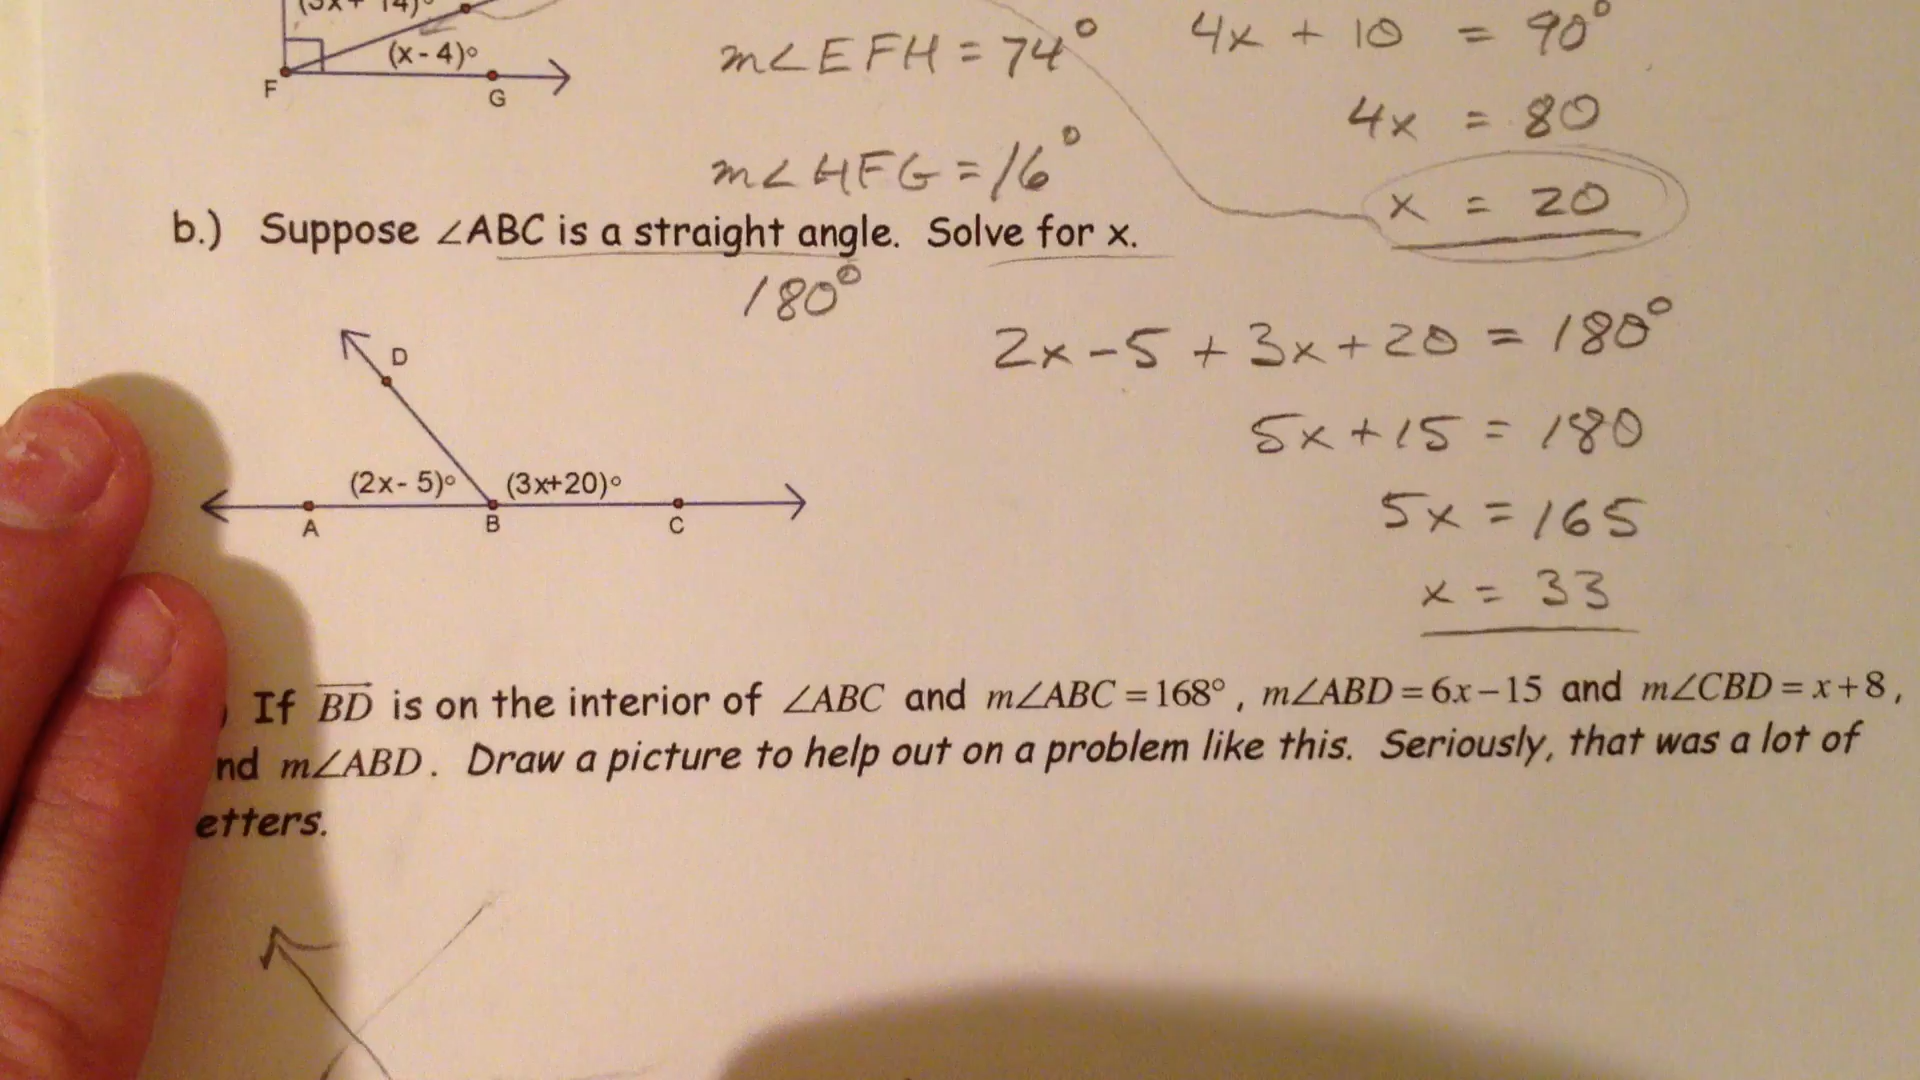 (3x+14)°
(x-4)°
F
G
m∠EFH = 74°
m∠HFG = 16°
4x + 10 = 90°
4x = 80
x = 20
b.) Suppose ∠ABC is a straight angle. Solve for x.
180°
D
(2x-5)° (3x+20)°
A B C
2x-5 + 3x+20 = 180°
5x+15 = 180
5x = 165
x = 33
If BD is on the interior of ∠ABC and m∠ABC = 168°, m∠ABD = 6x-15 and m∠CBD = x+8,
nd m∠ABD. Draw a picture to help out on a problem like this. Seriously, that was a lot of
etters.